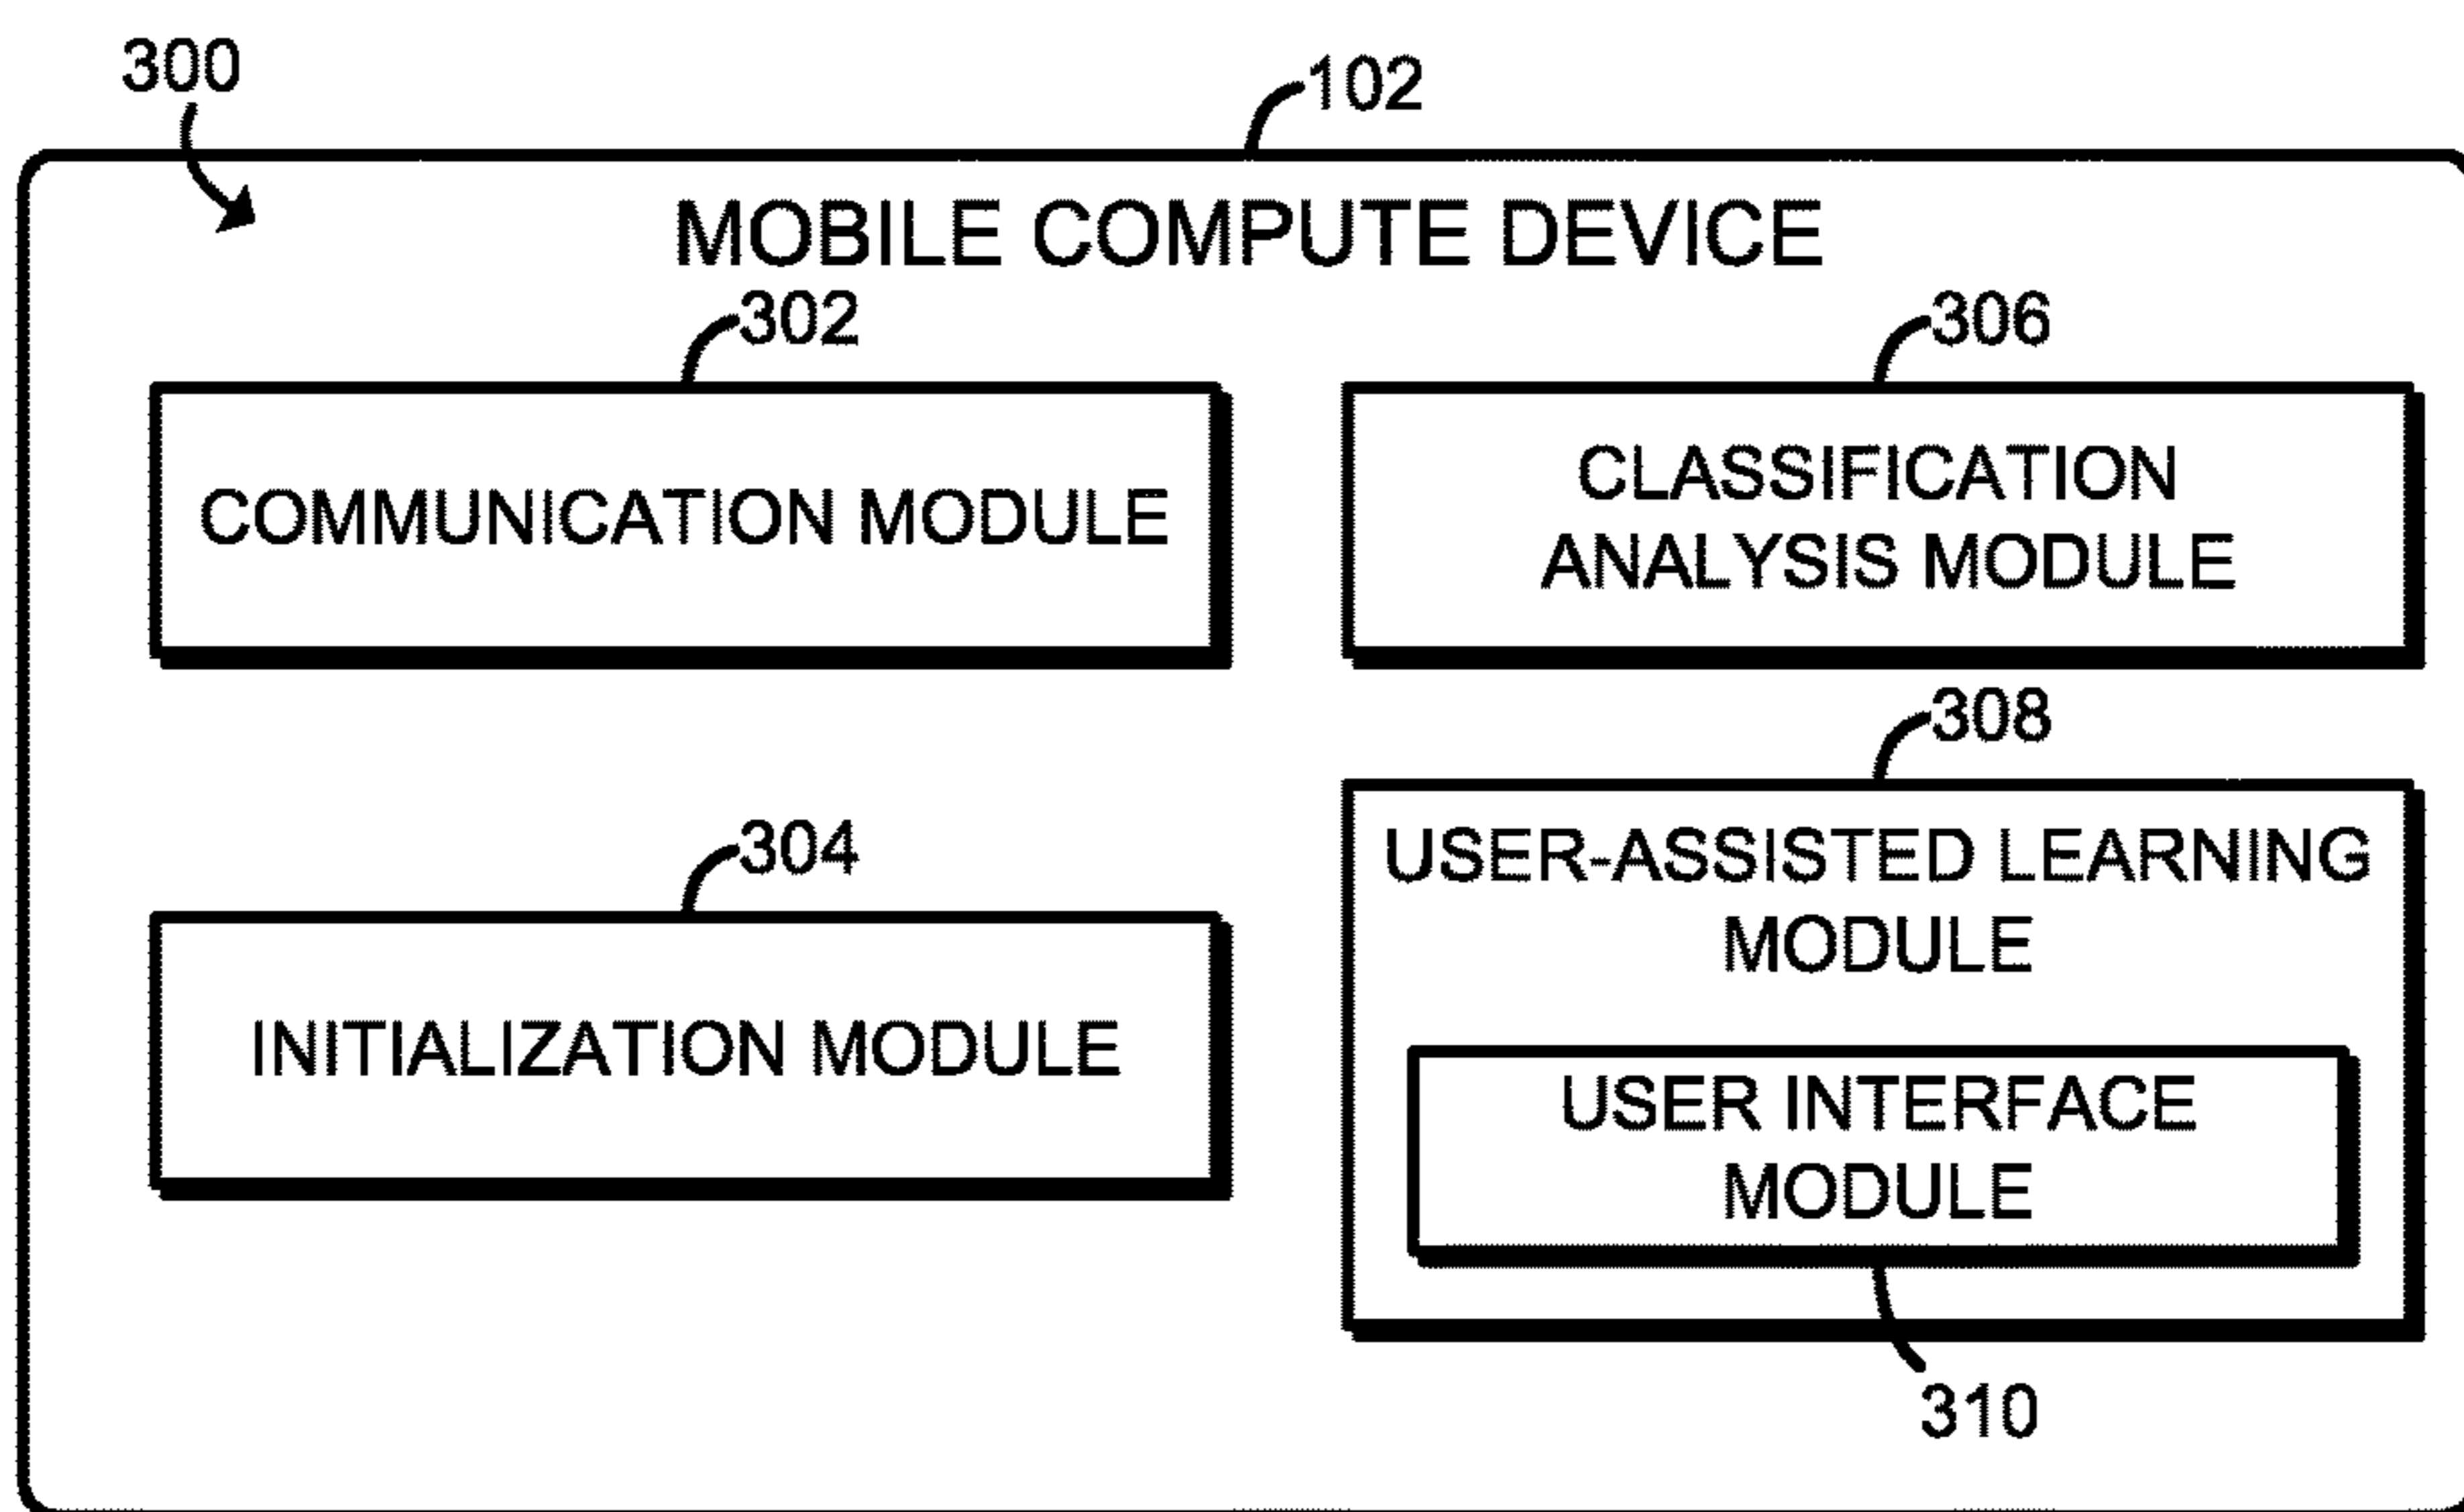 300
102
MOBILE COMPUTE DEVICE
302
306
COMMUNICATION MODULE
CLASSIFICATION
ANALYSIS MODULE
308
304
USER-ASSISTED LEARNING
MODULE
INITIALIZATION MODULE
USER INTERFACE
MODULE
310